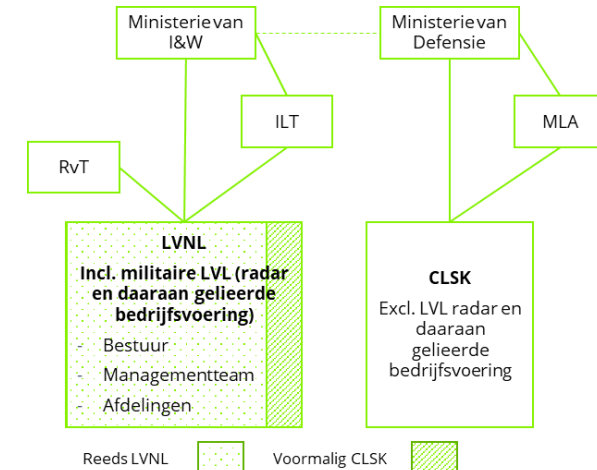 Ministerie van
I&W
Ministerie van
Defensie
ILT
MLA
RvT
LVNL
Incl. militaire LVL (radar
en daaraan gelieerde
bedrijfsvoering)
- Bestuur
- Managementteam
- Afdelingen
CLSK
Excl. LVL radar en
daaraan
gelieerde
bedrijfsvoering
Reeds LVNL
Voormalig CLSK